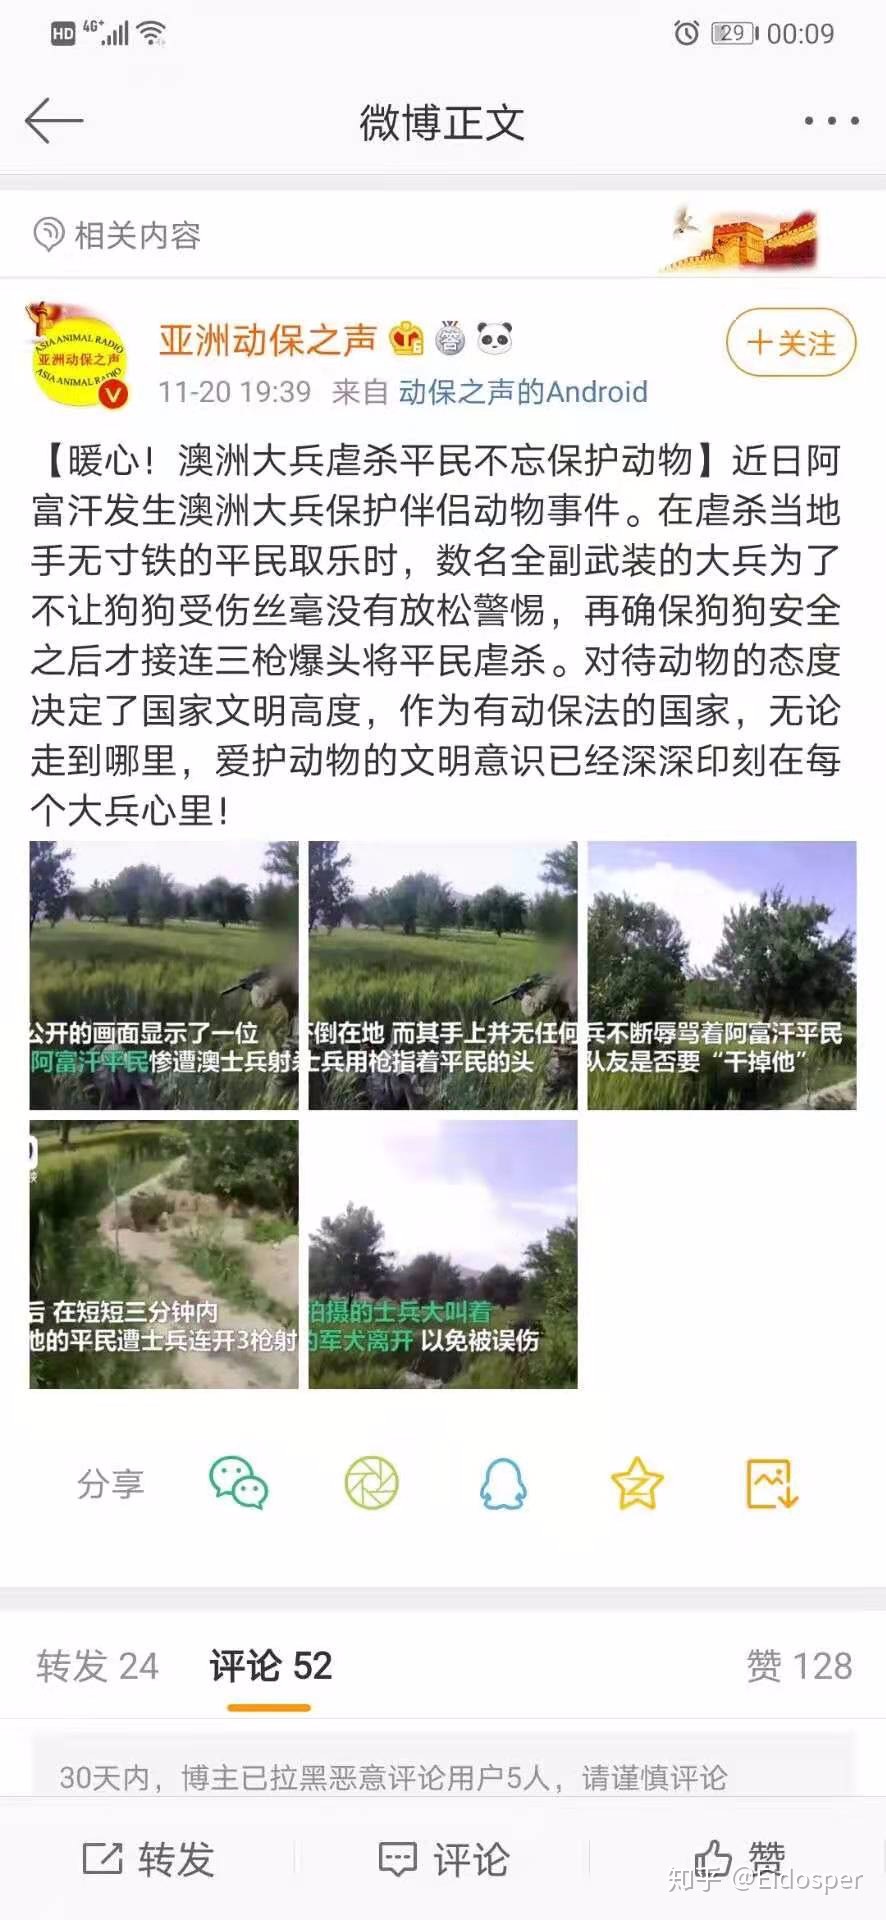 HD 4G+ 29 00:09
微博正文
相关内容
ASIA ANIMAL RADIO
亚洲动保之声
ASIA ANIMAL RADIO
V
亚洲动保之声
答
+关注
11-20 19:39 来自 动保之声的Android
【暖心！澳洲大兵虐杀平民不忘保护动物】近日阿
富汗发生澳洲大兵保护伴侣动物事件。在虐杀当地
手无寸铁的平民取乐时，数名全副武装的大兵为了
不让狗狗受伤丝毫没有放松警惕，再确保狗狗安全
之后才接连三枪爆头将平民虐杀。对待动物的态度
决定了国家文明高度，作为有动保法的国家，无论
走到哪里，爱护动物的文明意识已经深深印刻在每
个大兵心里！
公开的画面显示了一位
阿富汗平民惨遭澳士兵射杀
倒在地 而其手上并无任何
士兵用枪指着平民的头
兵不断辱骂着阿富汗平民
队友是否要“干掉他”
后 在短短三分钟内
他的平民遭士兵连开3枪射
拍摄的士兵大叫着
的军犬离开 以免被误伤
分享
转发 24 评论 52 赞 128
30天内，博主已拉黑恶意评论用户5人，请谨慎评论
转发 评论 赞
知乎 @Eidosper